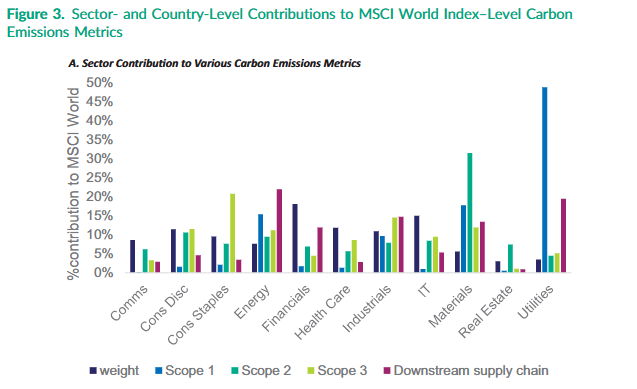 Figure 3. Sector- and Country-Level Contributions to MSCI World Index–Level Carbon
Emissions Metrics
A. Sector Contribution to Various Carbon Emissions Metrics
%contribution to MSCI World
50%
45%
40%
35%
30%
25%
20%
15%
10%
5%
0%
Comms
Cons Disc
Cons Staples
Energy
Financials
Health Care
Industrials
IT
Materials
Real Estate
Utilities
weight
Scope 1
Scope 2
Scope 3
Downstream supply chain